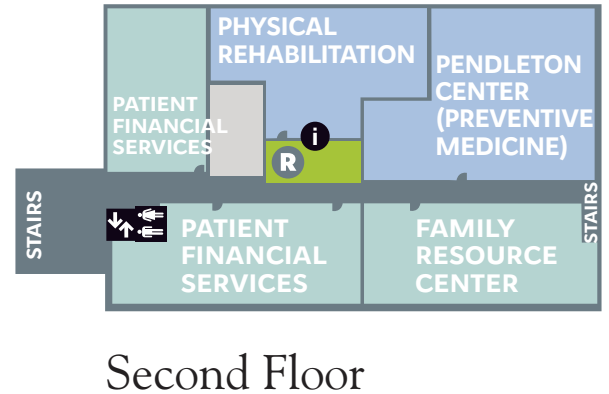 PHYSICAL
REHABILITATION
PENDLETON
CENTER
(PREVENTIVE
MEDICINE)
PATIENT
FINANCIAL
SERVICES
i
R
STAIRS
STAIRS
PATIENT
FINANCIAL
SERVICES
FAMILY
RESOURCE
CENTER
Second Floor